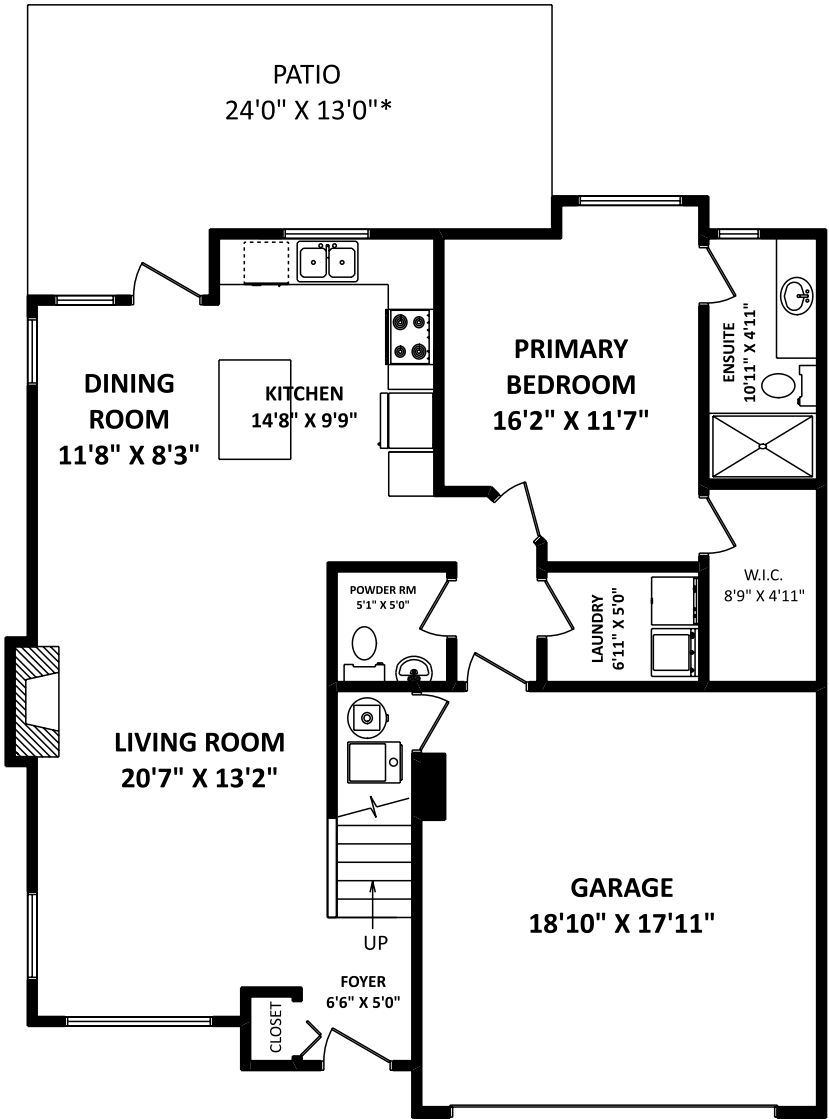 PATIO
24'0" X 13'0"*
PRIMARY
BEDROOM
16'2" X 11'7"
ENSUITE
10'11" X 4'11"
DINING
ROOM
11'8" X 8'3"
KITCHEN
14'8" X 9'9"
POWDER RM
5'1" X 5'0"
LAUNDRY
6'11" X 5'0"
W.I.C.
8'9" X 4'11"
LIVING ROOM
20'7" X 13'2"
GARAGE
18'10" X 17'11"
UP
FOYER
6'6" X 5'0"
CLOSET